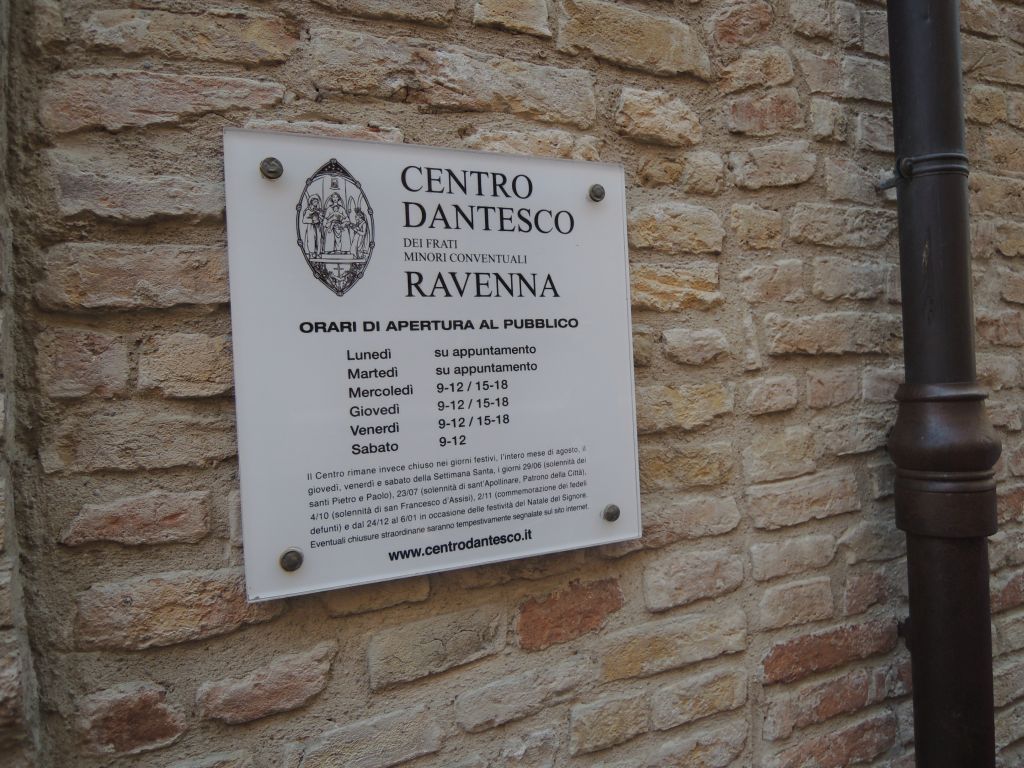 CENTRO
DANTESCO
DEI FRATI
MINORI CONVENTUALI
RAVENNA
ORARI DI APERTURA AL PUBBLICO
Lunedì su appuntamento
Martedì su appuntamento
Mercoledì 9-12 / 15-18
Giovedì 9-12 / 15-18
Venerdì 9-12 / 15-18
Sabato 9-12
Il Centro rimane invece chiuso nei giorni festivi, l'intero mese di agosto, il
giovedì, venerdì e sabato della Settimana Santa, i giorni 29/06 (solennità dei
santi Pietro e Paolo), 23/07 (solennità di sant'Apollinare, Patrono della Città),
4/10 (solennità di san Francesco d'Assisi), 2/11 (commemorazione dei fedeli
defunti) e dal 24/12 al 6/01 in occasione delle festività del Natale del Signore.
Eventuali chiusure straordinarie saranno tempestivamente segnalate sul sito internet.
www.centrodantesco.it